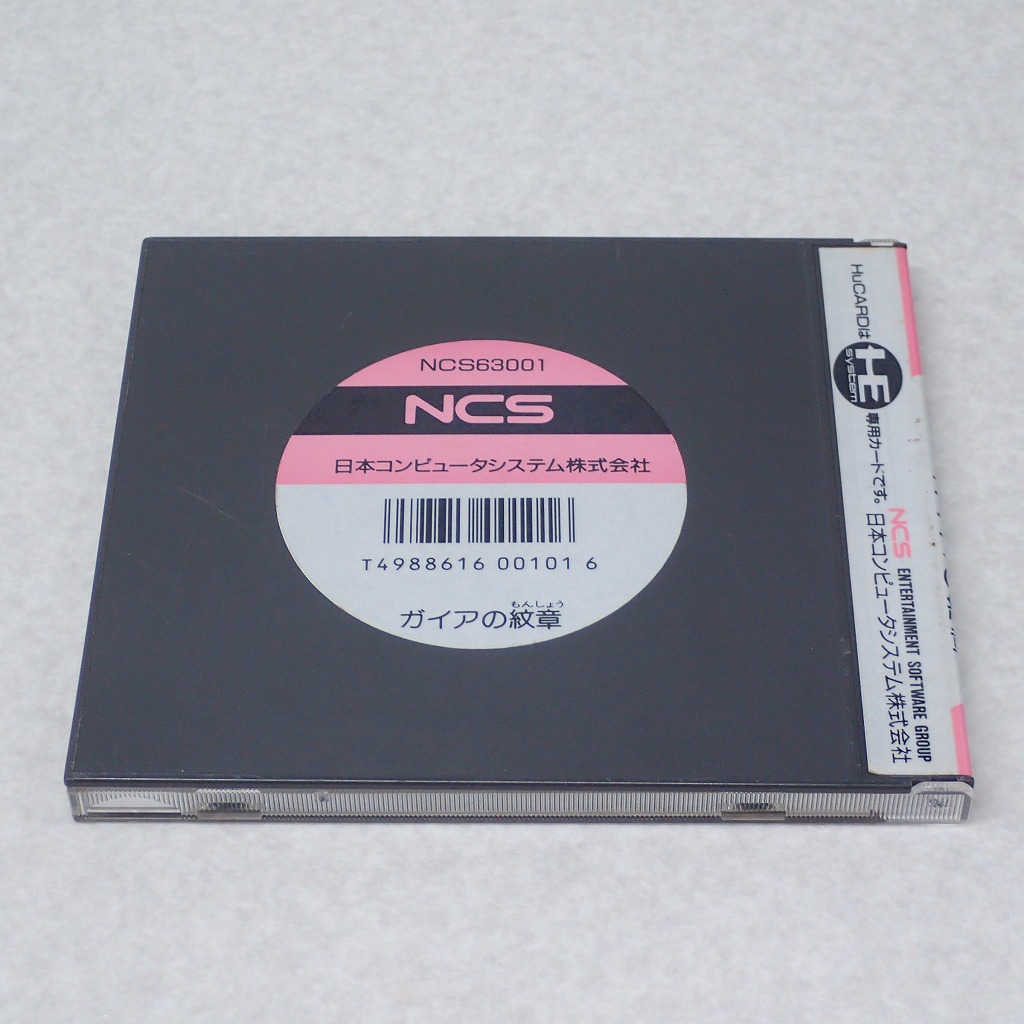 NCS63001
NCS
日本コンピュータシステム株式会社
T4988616 00101 6
もんしょう
ガイアの紋章
HuCARDは HE system 専用カードです。
NCS ENTERTAINMENT SOFTWARE GROUP
日本コンピュータシステム株式会社